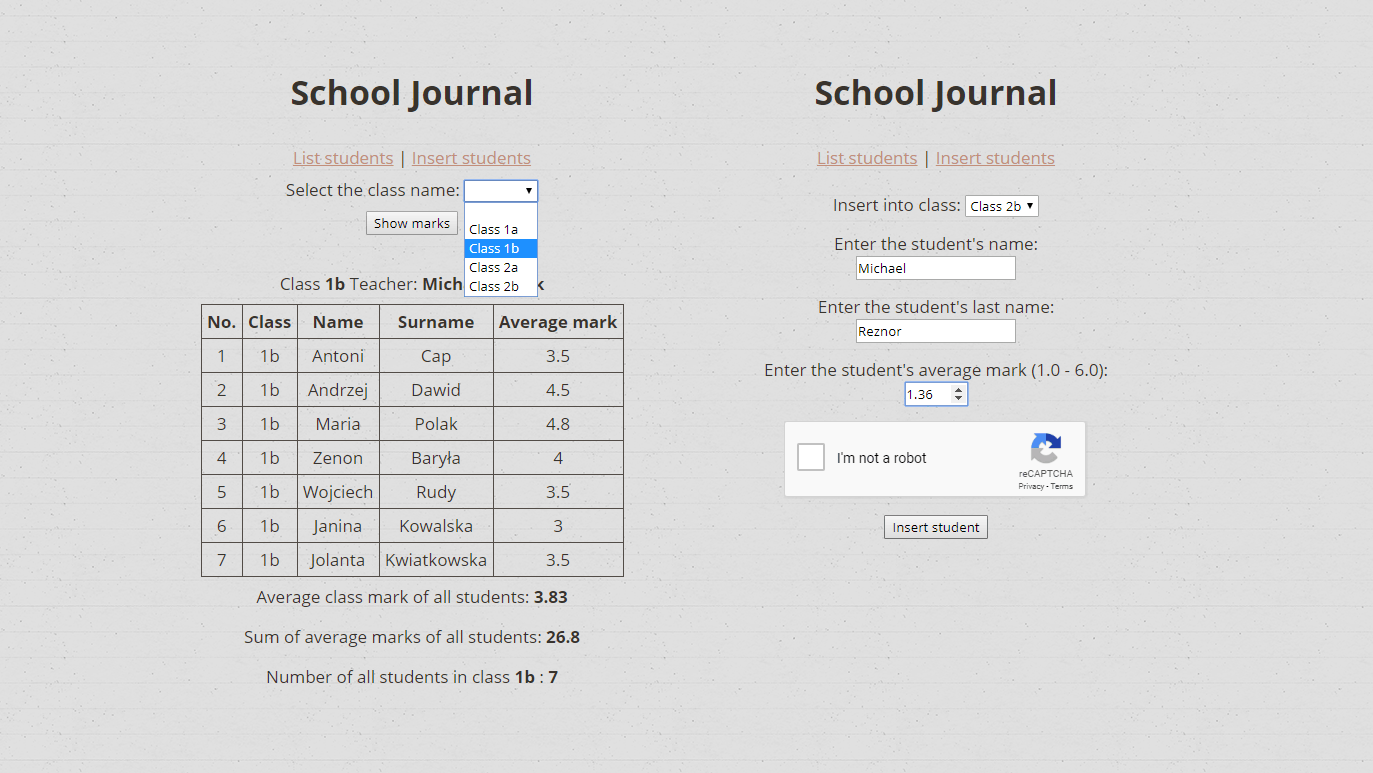 School Journal
List students | Insert students
Select the class name:
Show marks
Class 1a
Class 1b
Class 2a
Class 2b
Class 1b Teacher:
No. Class Name Surname Average mark
1 1b Antoni Cap 3.5
2 1b Andrzej Dawid 4.5
3 1b Maria Polak 4.8
4 1b Zenon Baryła 4
5 1b Wojciech Rudy 3.5
6 1b Janina Kowalska 3
7 1b Jolanta Kwiatkowska 3.5
Average class mark of all students: 3.83
Sum of average marks of all students: 26.8
Number of all students in class 1b : 7
School Journal
List students | Insert students
Insert into class: Class 2b
Enter the student's name:
Michael
Enter the student's last name:
Reznor
Enter the student's average mark (1.0 - 6.0):
1.36
I'm not a robot
reCAPTCHA
Privacy - Terms
Insert student